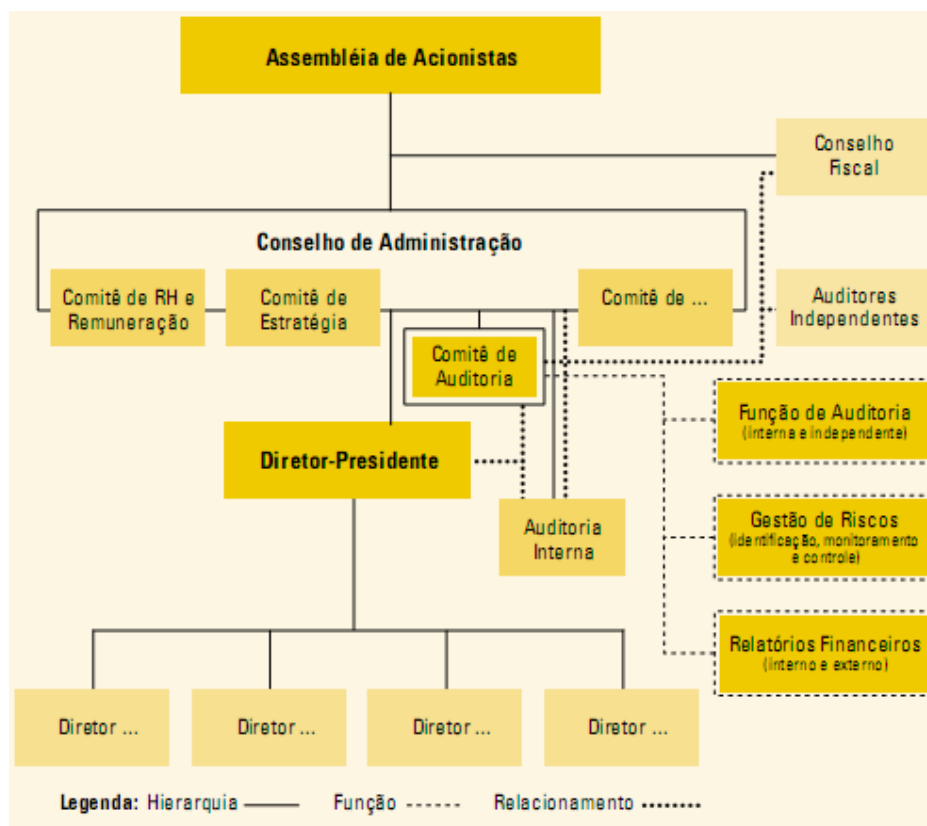 Assembléia de Acionistas
Conselho
Fiscal
Conselho de Administração
Comitê de RH e
Remuneração
Comitê de
Estratégia
Comitê de ...
Auditores
Independentes
Comitê de
Auditoria
Função de Auditoria
(interna e independente)
Diretor-Presidente
Gestão de Riscos
(identificação, monitoramento
e controle)
Auditoria
Interna
Relatórios Financeiros
(interno e externo)
Diretor ...
Diretor ...
Diretor ...
Diretor ...
Legenda: Hierarquia Função Relacionamento